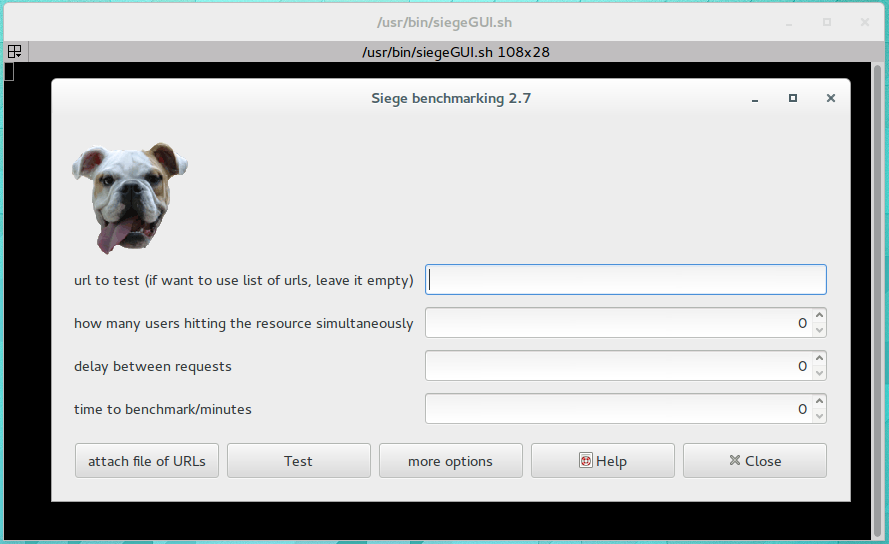 /usr/bin/siegeGUI.sh
/usr/bin/siegeGUI.sh 108x28
Siege benchmarking 2.7
url to test (if want to use list of urls, leave it empty)
how many users hitting the resource simultaneously 0
delay between requests 0
time to benchmark/minutes 0
attach file of URLs Test more options Help Close